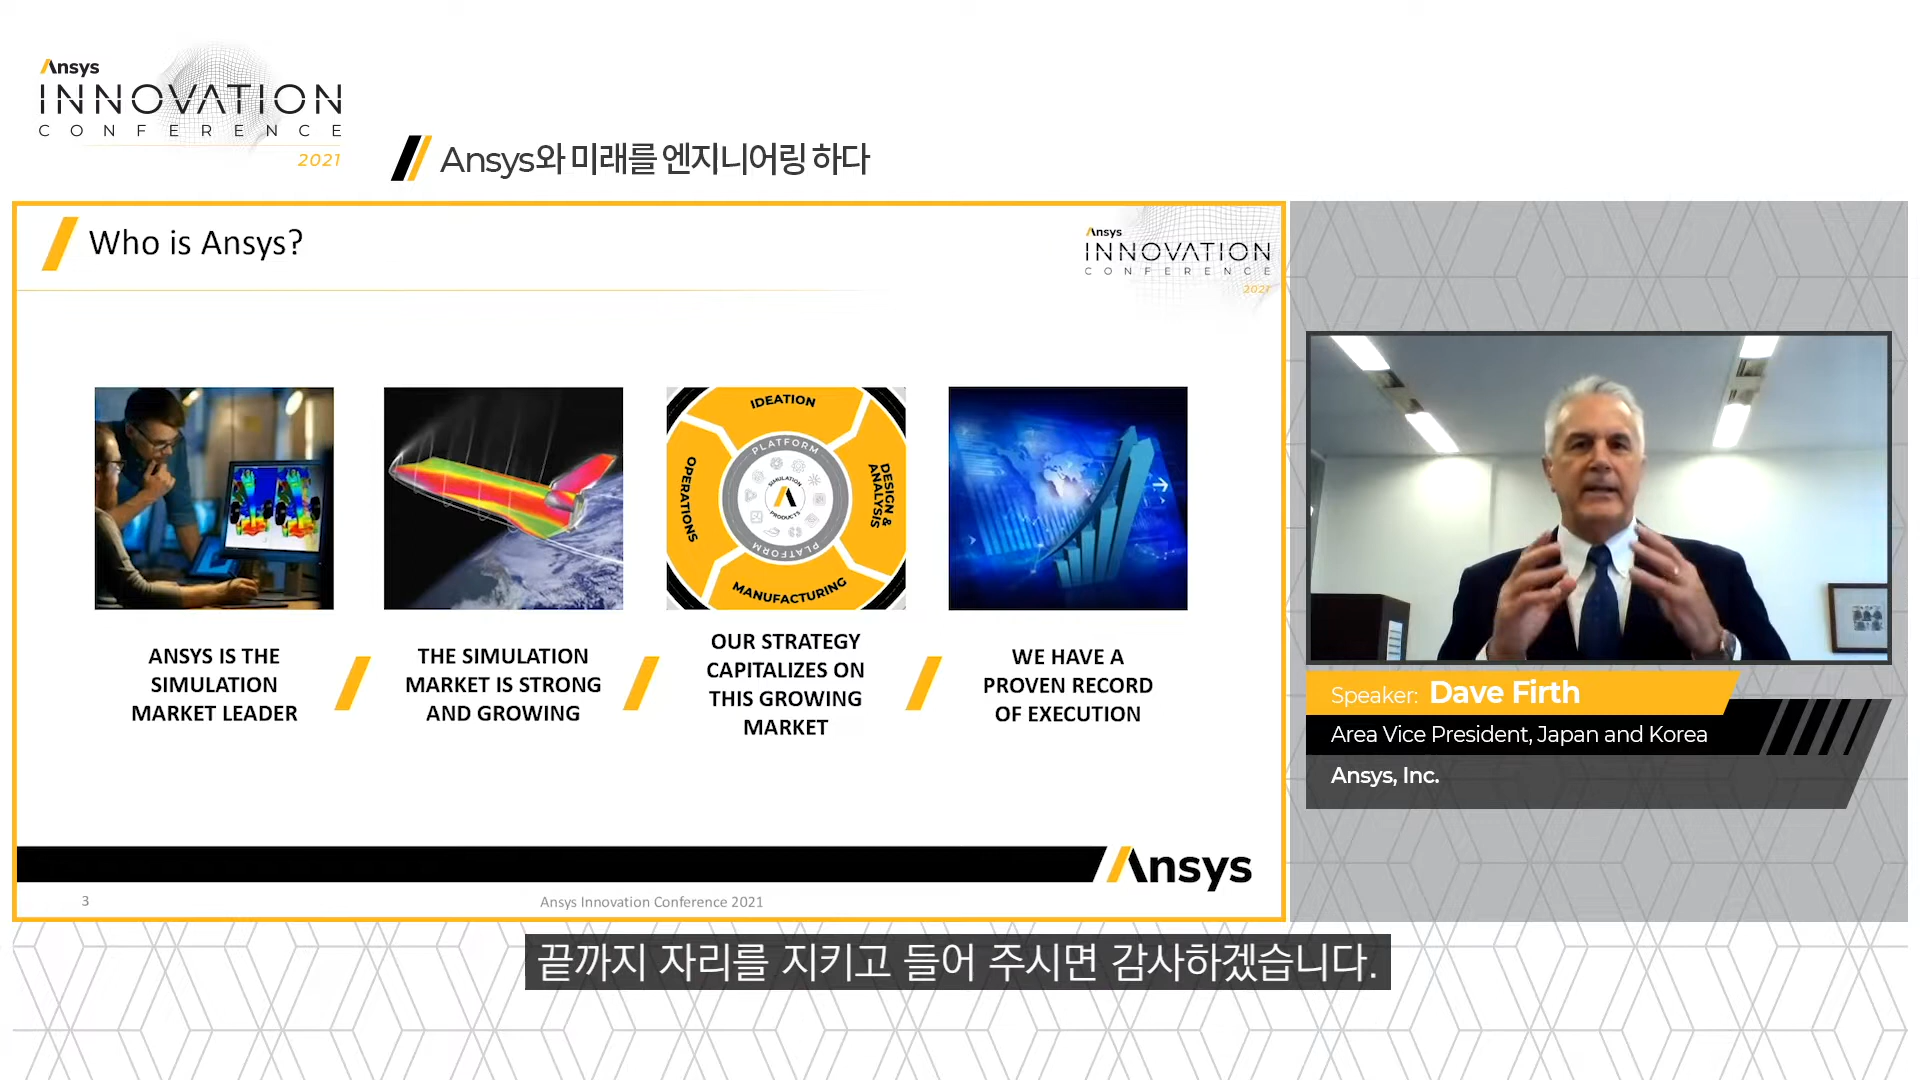 Ansys
INNOVATION
CONFERENCE
2021
Ansys와 미래를 엔지니어링 하다
Who is Ansys?
Ansys
INNOVATION
CONFERENCE
2021
IDEATION
PLATFORM
OPERATIONS
SIMULATION
PRODUCTS
DESIGN &
ANALYSIS
PLATFORM
MANUFACTURING
ANSYS IS THE
SIMULATION
MARKET LEADER
THE SIMULATION
MARKET IS STRONG
AND GROWING
OUR STRATEGY
CAPITALIZES ON
THIS GROWING
MARKET
WE HAVE A
PROVEN RECORD
OF EXECUTION
Speaker: Dave Firth
Area Vice President, Japan and Korea
Ansys, Inc.
Ansys
3
Ansys Innovation Conference 2021
끝까지 자리를 지키고 들어 주시면 감사하겠습니다.